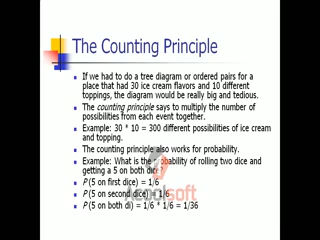 The Counting Principle
If we had to do a tree diagram or ordered pairs for a
place that had 30 ice cream flavors and 10 different
toppings, the diagram would be really big and tedious.
The counting principle says to multiply the number of
possibilities from each event together.
Example: 30 * 10 = 300 different possibilities of ice cream
and topping.
The counting principle also works for probability.
Example: What is the probability of rolling two dice and
getting a 5 on both dice?
P (5 on first dice) = 1/6
P (5 on second dice) = 1/6
P (5 on both di) = 1/6 * 1/6 = 1/36